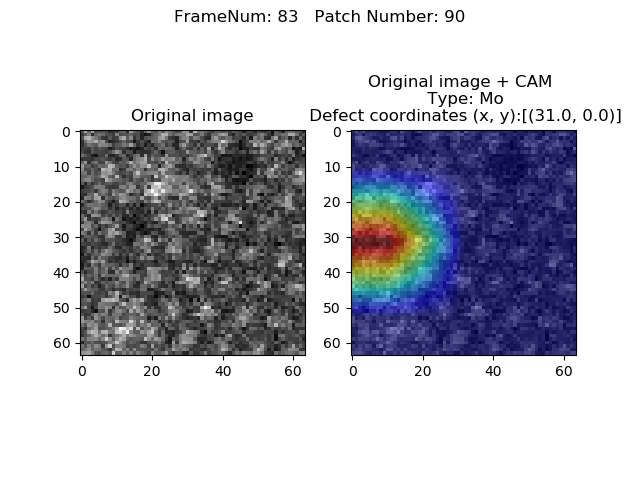 FrameNum: 83   Patch Number: 90
Original image
Original image + CAM
Type: Mo
Defect coordinates (x, y):[(31.0, 0.0)]
0
10
20
30
40
50
60
0 20 40 60
0
10
20
30
40
50
60
0 20 40 60